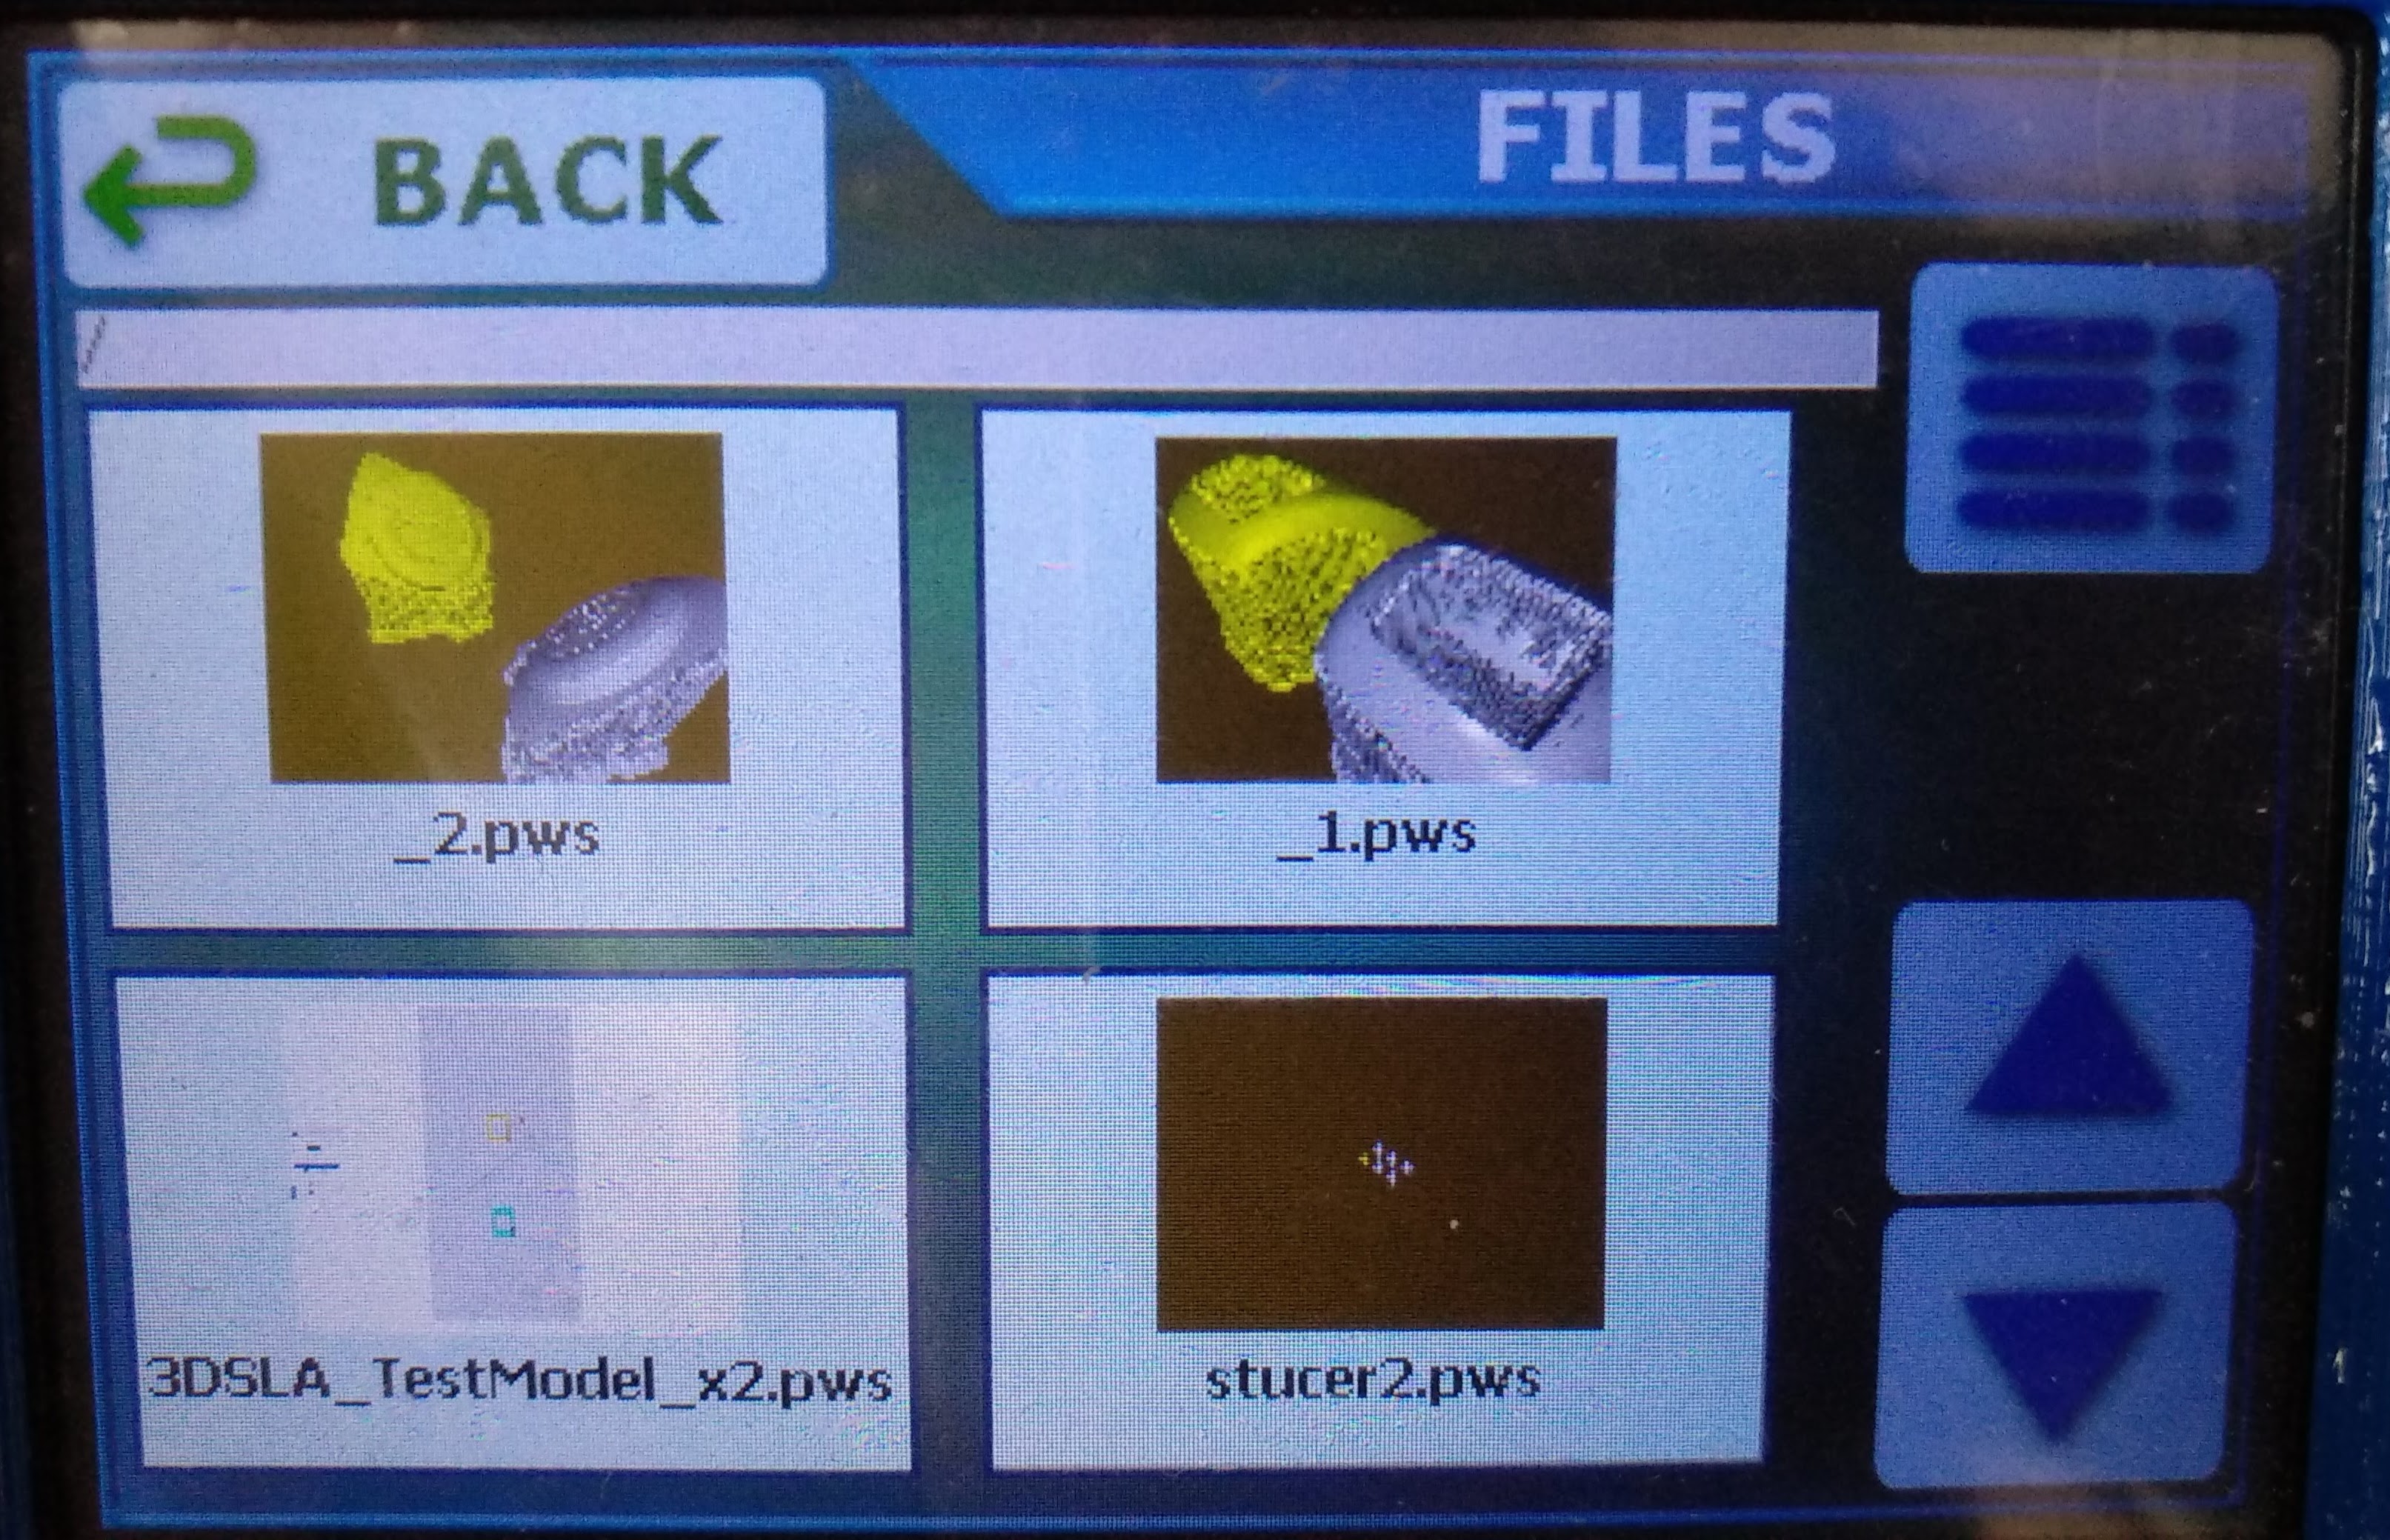 BACK
FILES
/
_2.pws
_1.pws
3DSLA_TestModel_x2.pws
stucer2.pws